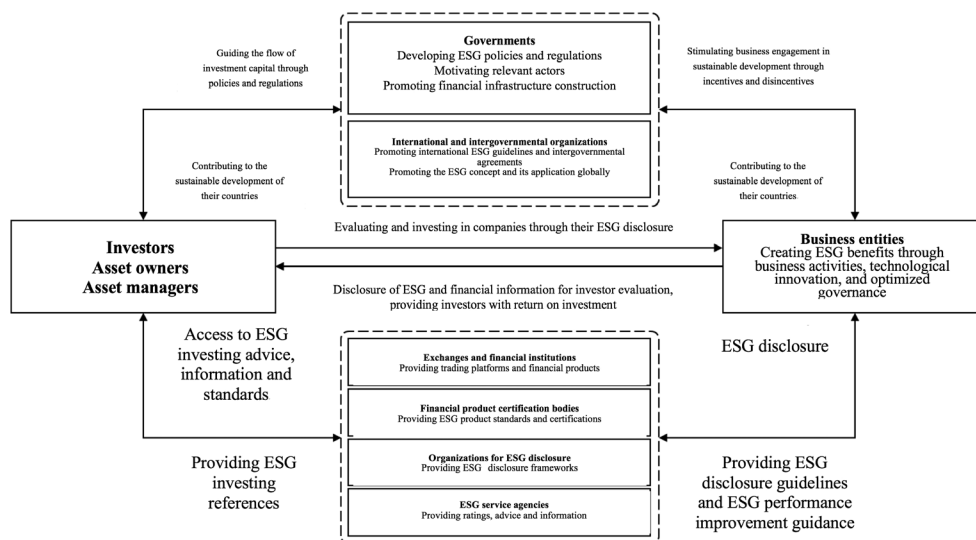 Governments
Developing ESG policies and regulations
Motivating relevant actors
Promoting financial infrastructure construction
Guiding the flow of
investment capital through
policies and regulations
Stimulating business engagement in
sustainable development through
incentives and disincentives
International and intergovernmental organizations
Promoting international ESG guidelines and intergovernmental
agreements
Promoting the ESG concept and its application globally
Contributing to the
sustainable development of
their countries
Contributing to the
sustainable development of
their countries
Investors
Asset owners
Asset managers
Evaluating and investing in companies through their ESG disclosure
Disclosure of ESG and financial information for investor evaluation,
providing investors with return on investment
Business entities
Creating ESG benefits through
business activities, technological
innovation, and optimized
governance
Access to ESG
investing advice,
information and
standards
ESG disclosure
Exchanges and financial institutions
Providing trading platforms and financial products
Financial product certification bodies
Providing ESG product standards and certifications
Organizations for ESG disclosure
Providing ESG disclosure frameworks
ESG service agencies
Providing ratings, advice and information
Providing ESG
investing
references
Providing ESG
disclosure guidelines
and ESG performance
improvement guidance